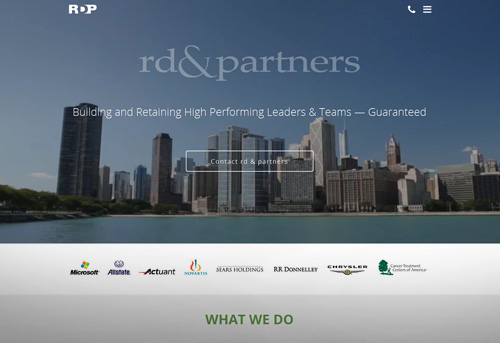 RDP
rd&partners
Building and Retaining High Performing Leaders & Teams — Guaranteed
Contact rd & partners
Microsoft
Allstate.
Actuant
NOVARTIS
SEARS HOLDINGS
RR DONNELLEY
CHRYSLER
Cancer Treatment
Centers of America
WHAT WE DO